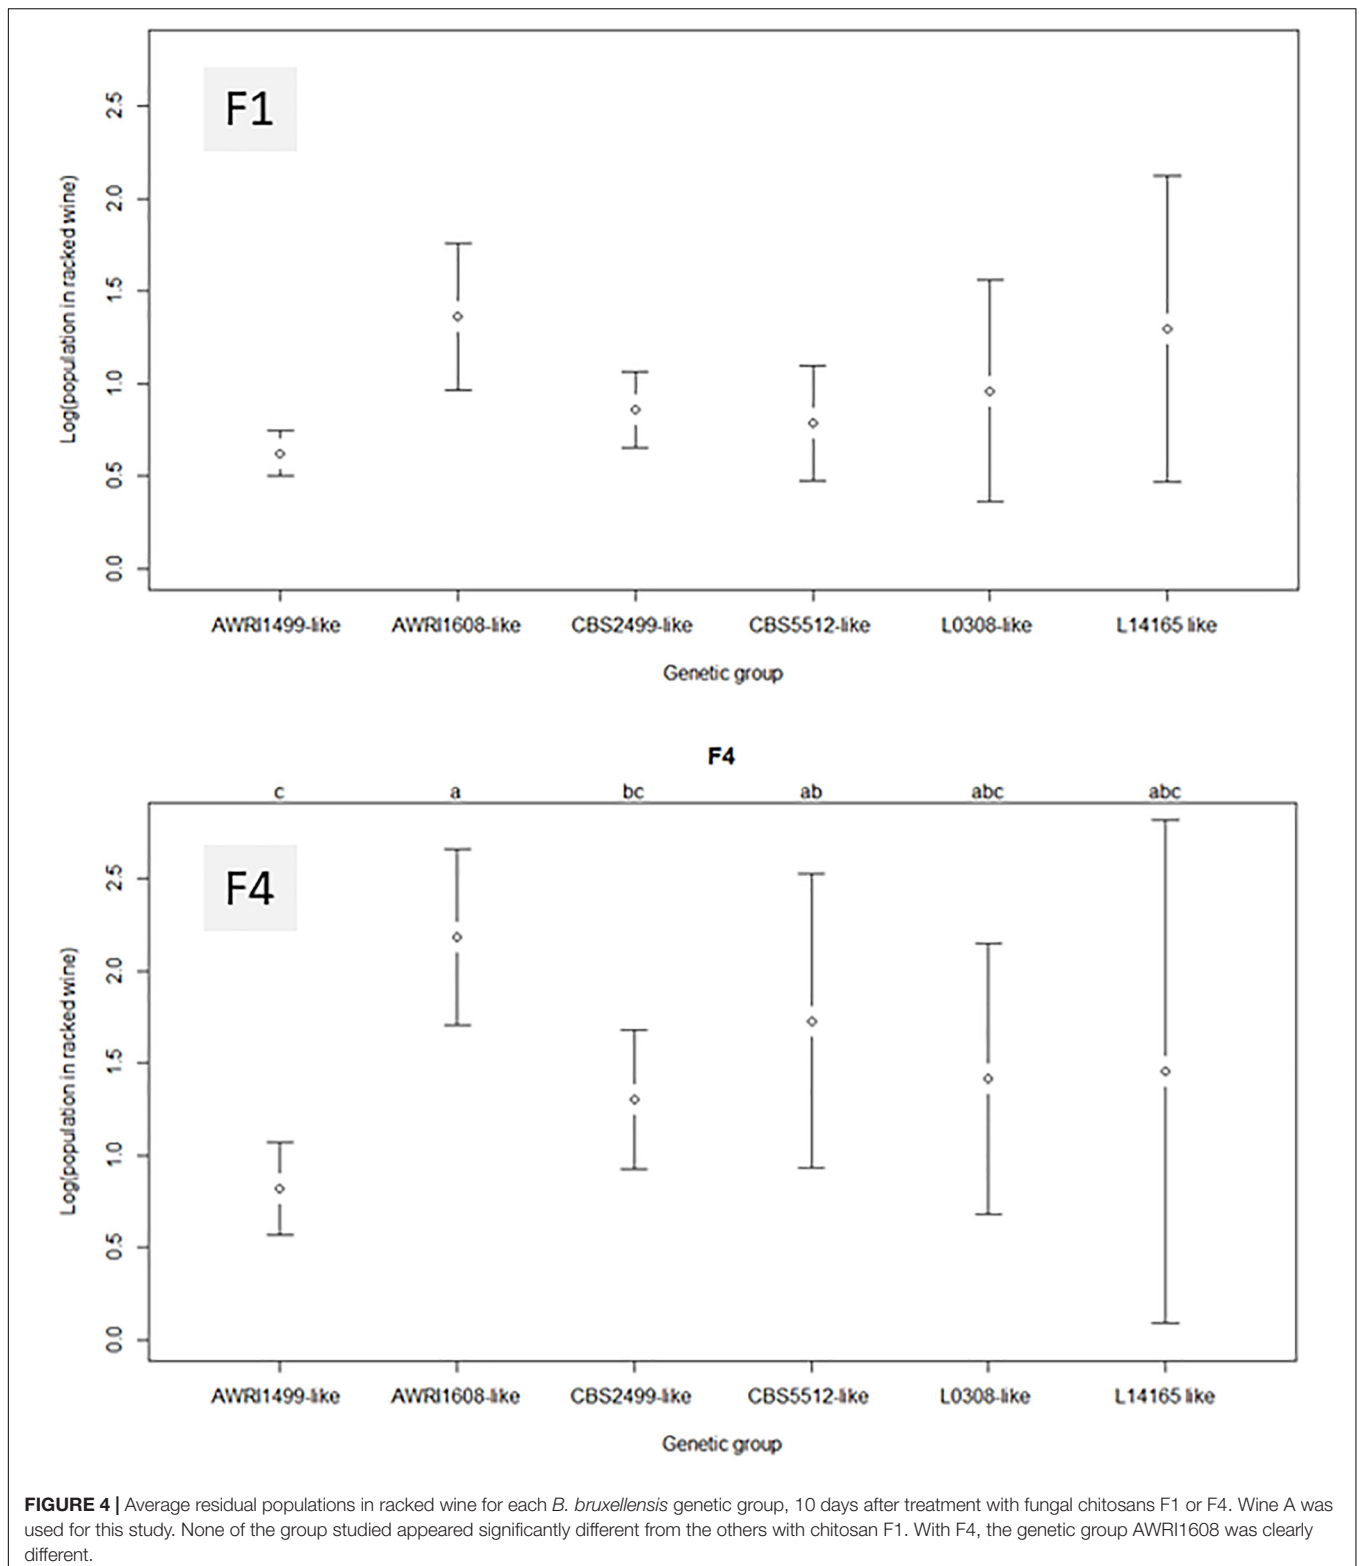 F1
2.5
2.0
1.5
1.0
0.5
0.0
Log(population in racked wine)
AWRI1499-like AWRI1608-like CBS2499-like CBS5512-like L0308-like L14165 like
Genetic group
F4
c a bc ab abc abc
F4
2.5
2.0
1.5
1.0
0.5
0.0
Log(population in racked wine)
AWRI1499-like AWRI1608-like CBS2499-like CBS5512-like L0308-like L14165 like
Genetic group
FIGURE 4 | Average residual populations in racked wine for each B. bruxellensis genetic group, 10 days after treatment with fungal chitosans F1 or F4. Wine A was
used for this study. None of the group studied appeared significantly different from the others with chitosan F1. With F4, the genetic group AWRI1608 was clearly
different.